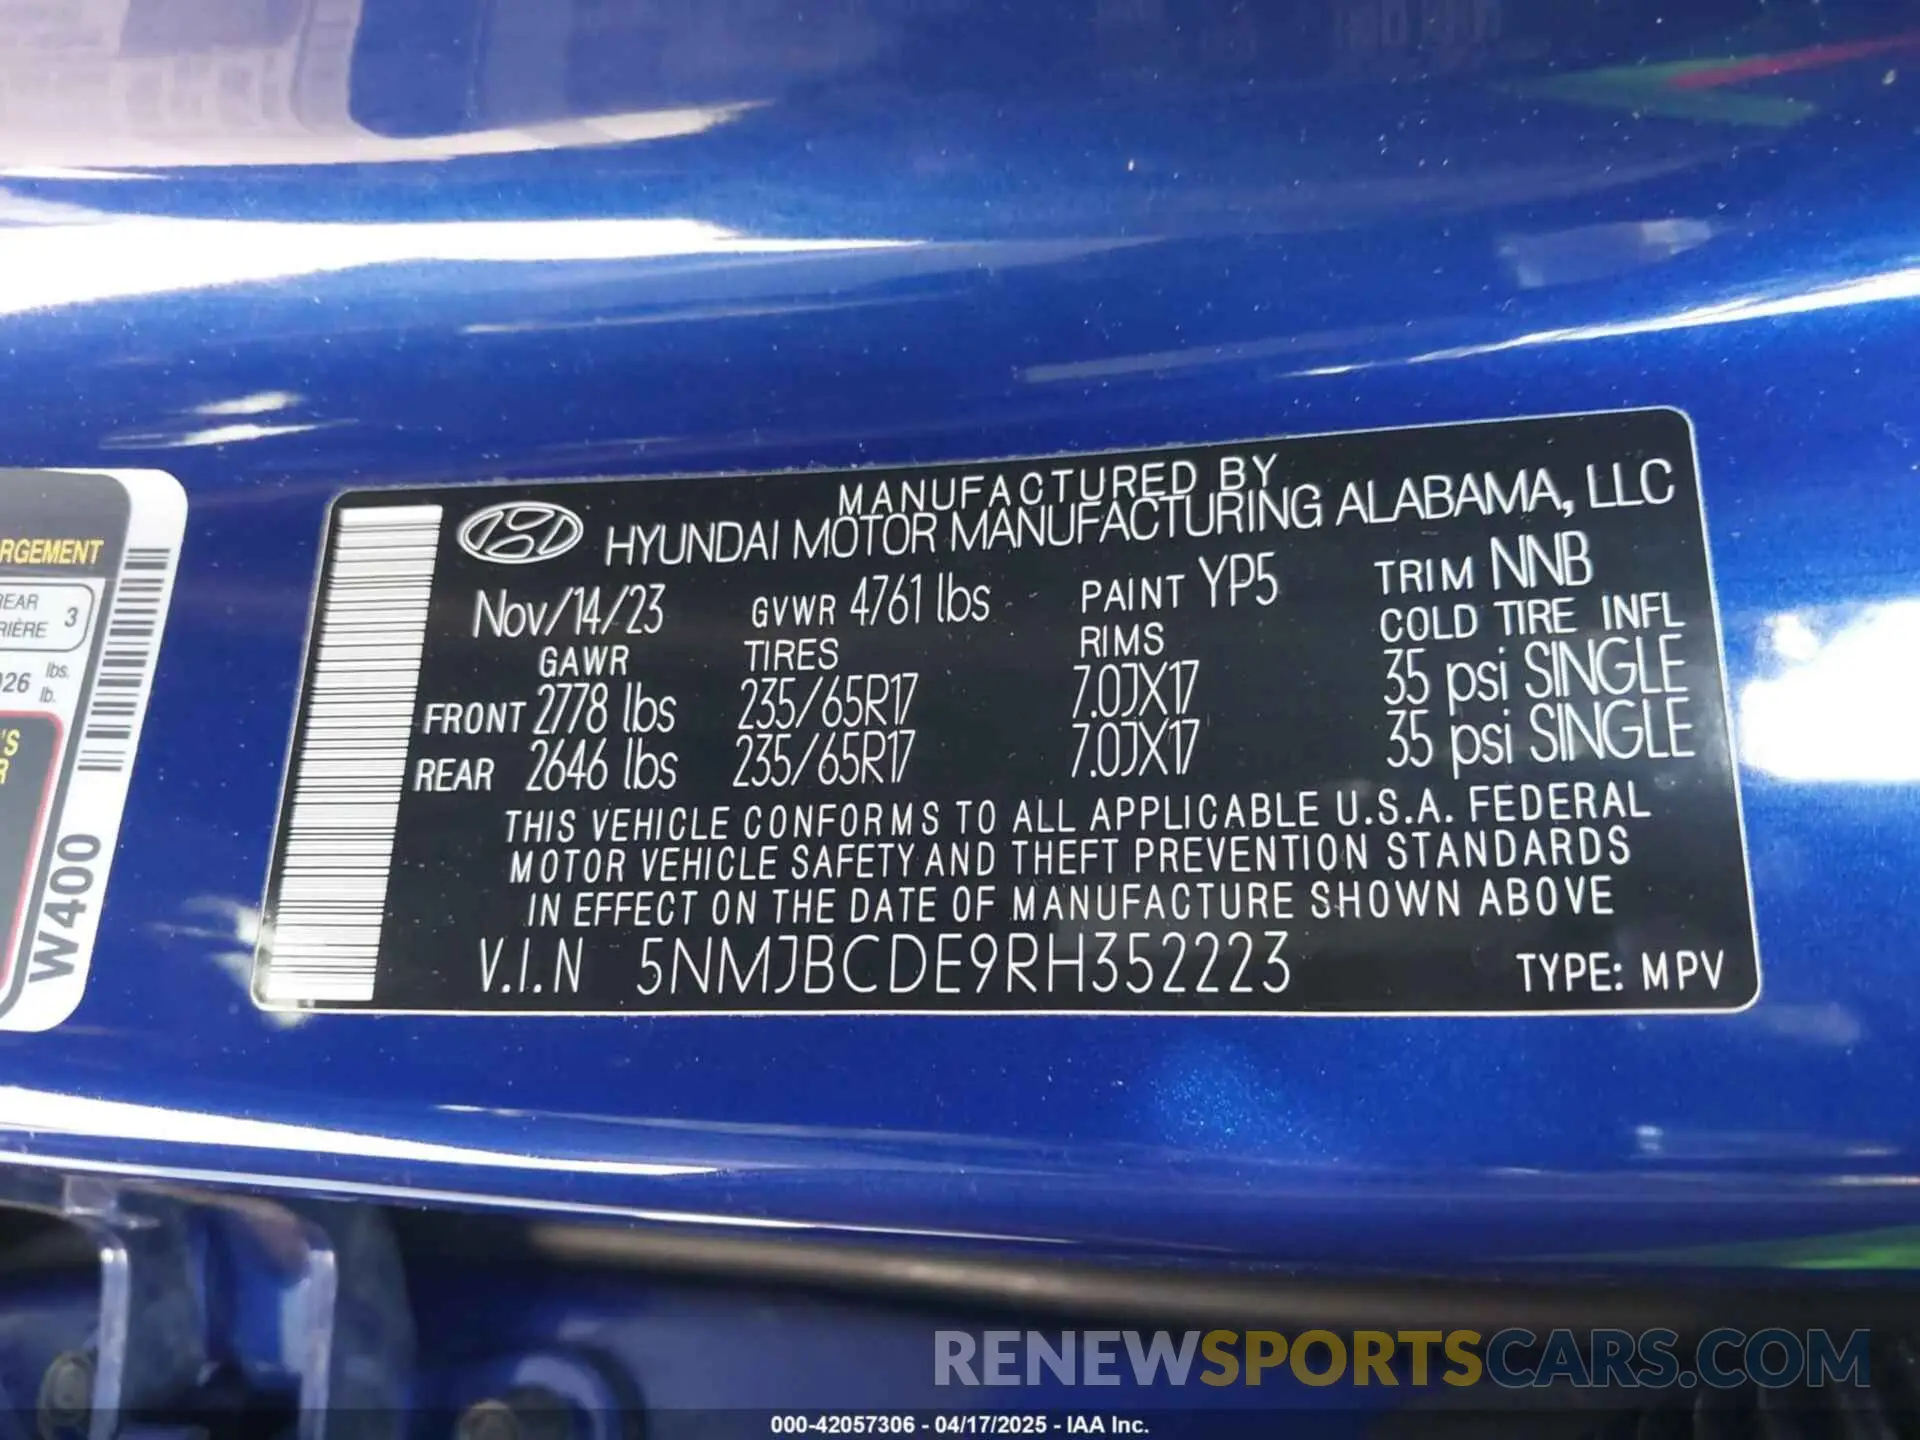 RGEMENT
REAR 3
RIÈRE
026 lbs.
lb.
'S
R
W400
MANUFACTURED BY
HYUNDAI MOTOR MANUFACTURING ALABAMA, LLC
Nov/14/23 GVWR 4761 lbs PAINT YP5 TRIM NNB
GAWR TIRES RIMS COLD TIRE INFL
FRONT 2778 lbs 235/65R17 7.0JX17 35 psi SINGLE
REAR 2646 lbs 235/65R17 7.0JX17 35 psi SINGLE
THIS VEHICLE CONFORMS TO ALL APPLICABLE U.S.A. FEDERAL
MOTOR VEHICLE SAFETY AND THEFT PREVENTION STANDARDS
IN EFFECT ON THE DATE OF MANUFACTURE SHOWN ABOVE
V.I.N 5NMJBCDE9RH352223 TYPE: MPV
RENEWSPORTSCARS.COM
000-42057306 - 04/17/2025 - IAA Inc.